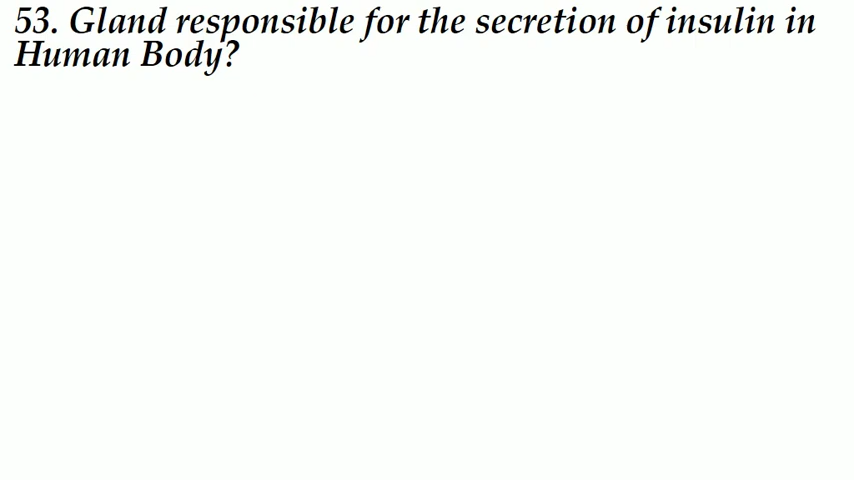 53. Gland responsible for the secretion of insulin in
Human Body?